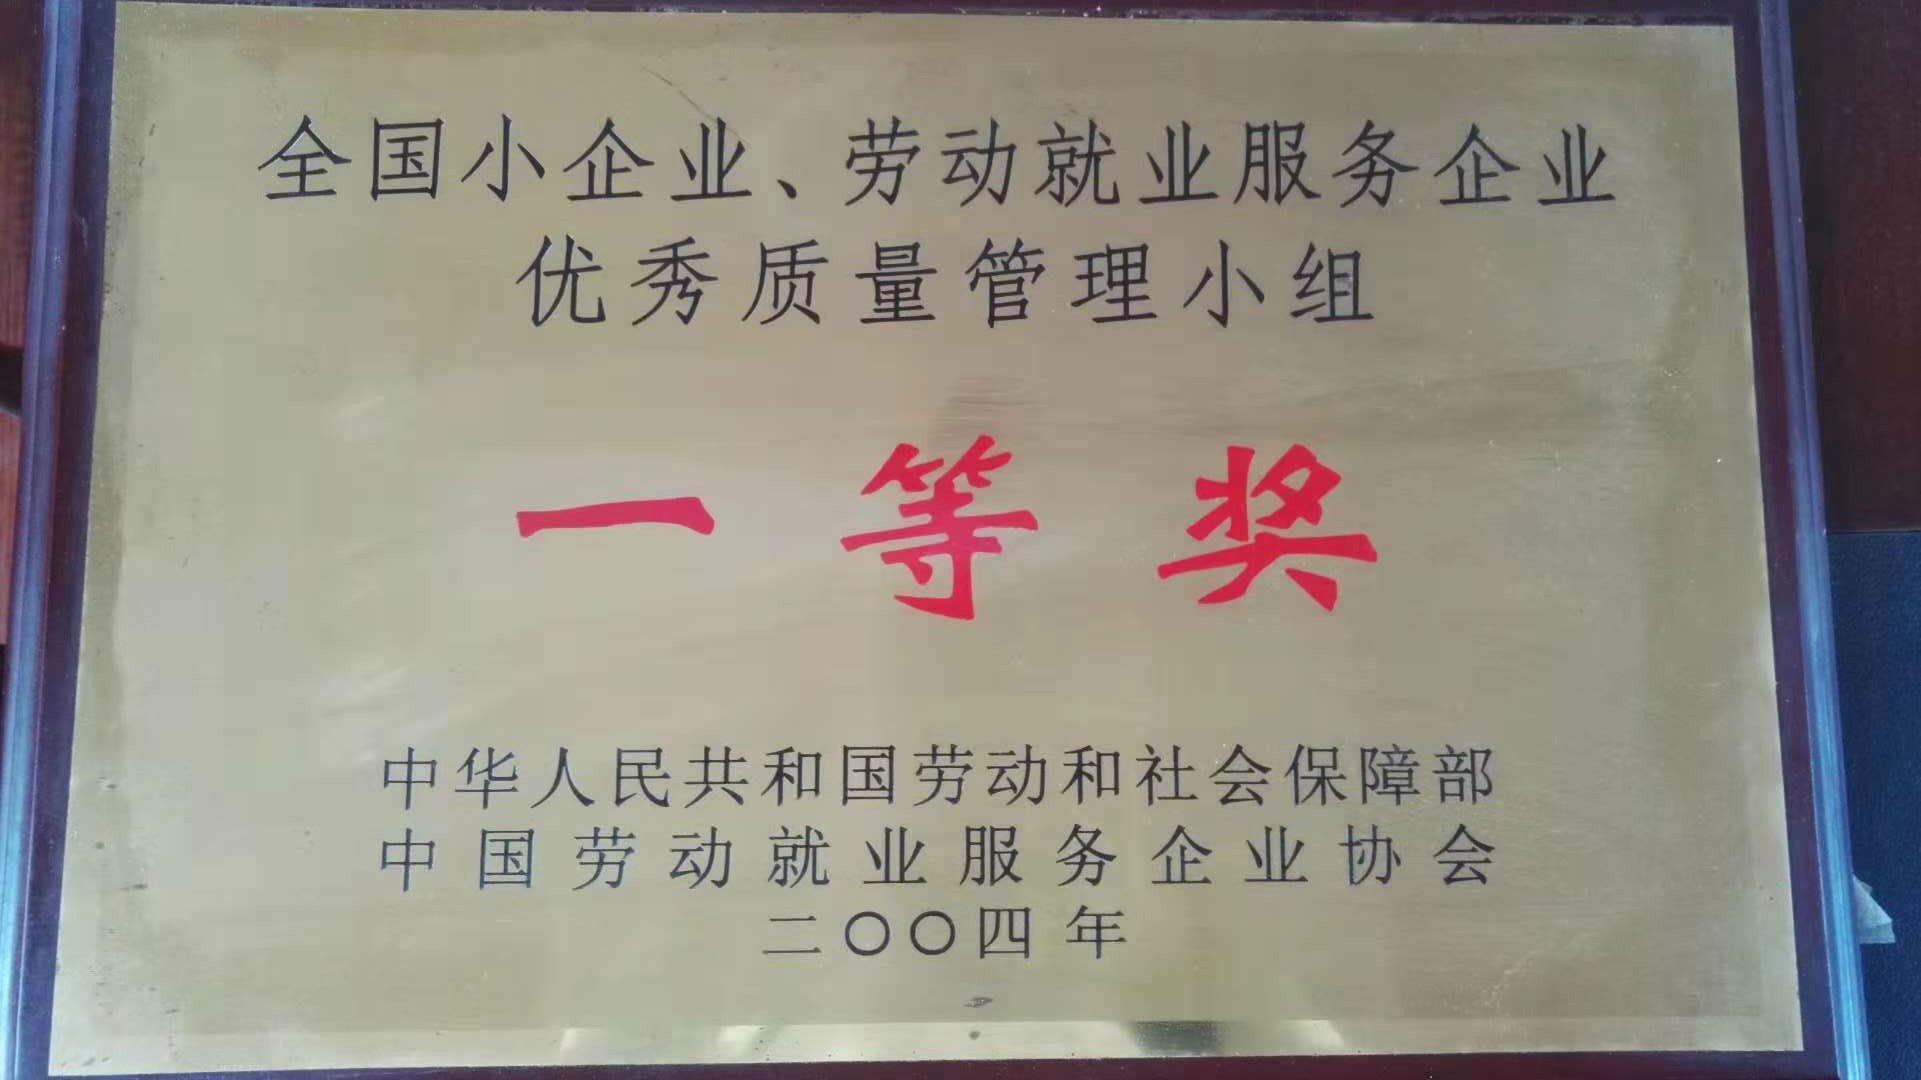 全国小企业、劳动就业服务企业
优秀质量管理小组
一等奖
中华人民共和国劳动和社会保障部
中国劳动就业服务企业协会
二〇〇四年